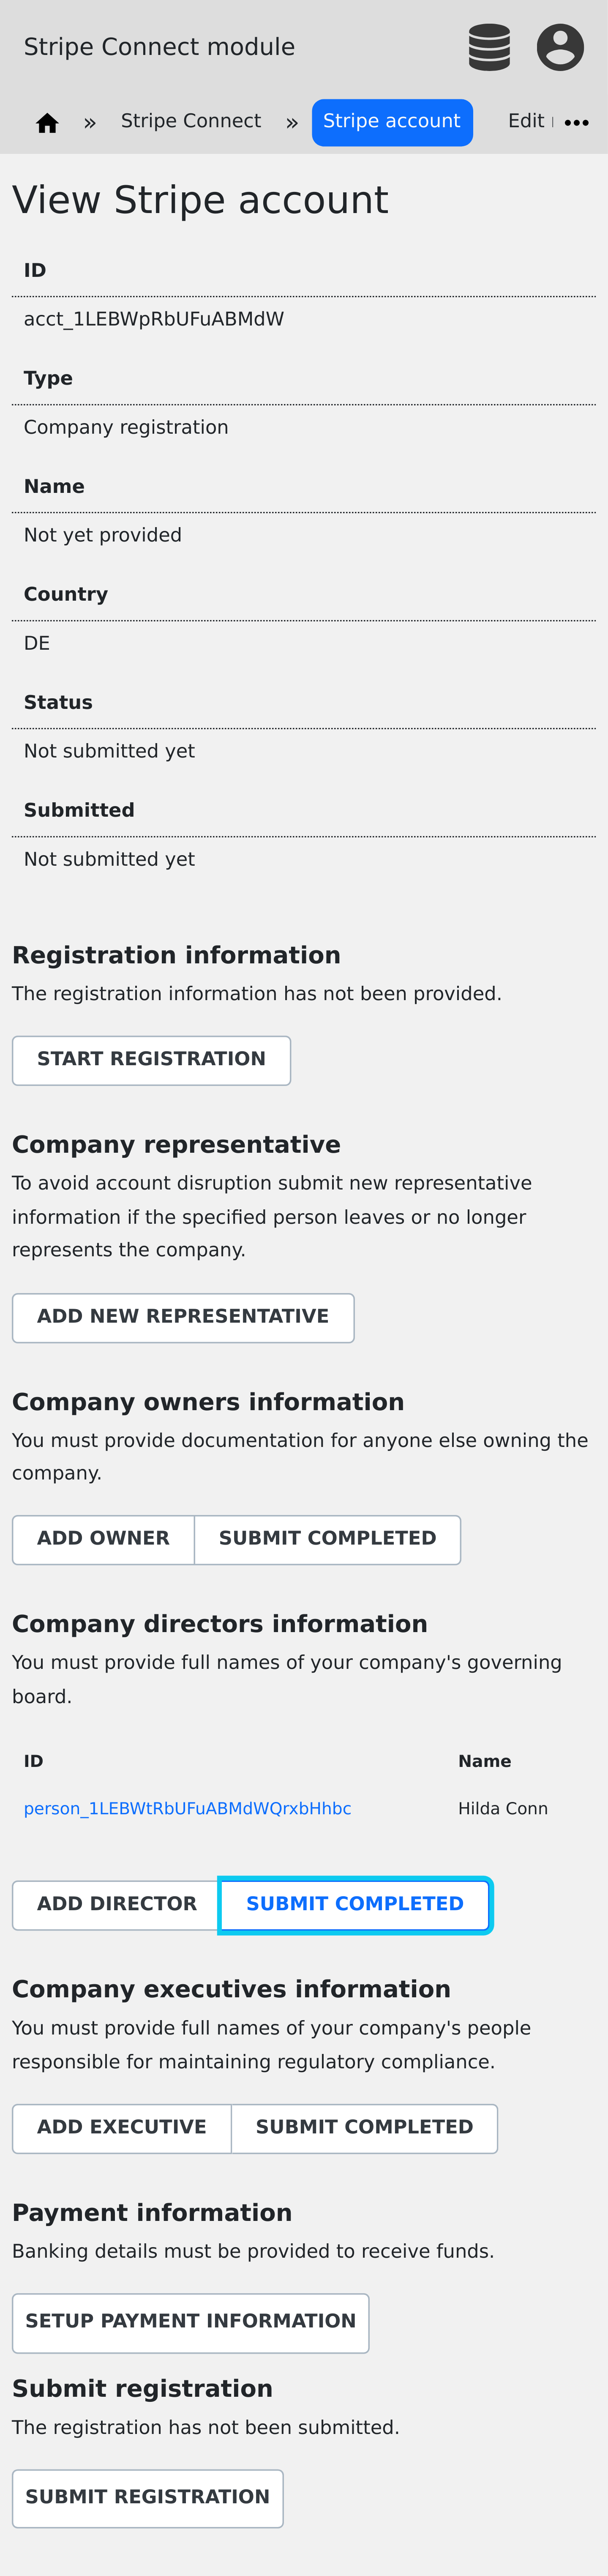 Stripe Connect module
» Stripe Connect » Stripe account Edit
View Stripe account
ID
acct_1LEBWpRbUFuABMdW
Type
Company registration
Name
Not yet provided
Country
DE
Status
Not submitted yet
Submitted
Not submitted yet
Registration information
The registration information has not been provided.
START REGISTRATION
Company representative
To avoid account disruption submit new representative
information if the specified person leaves or no longer
represents the company.
ADD NEW REPRESENTATIVE
Company owners information
You must provide documentation for anyone else owning the
company.
ADD OWNER SUBMIT COMPLETED
Company directors information
You must provide full names of your company's governing
board.
ID Name
person_1LEBWtRbUFuABMdWQrxbHhbc Hilda Conn
ADD DIRECTOR SUBMIT COMPLETED
Company executives information
You must provide full names of your company's people
responsible for maintaining regulatory compliance.
ADD EXECUTIVE SUBMIT COMPLETED
Payment information
Banking details must be provided to receive funds.
SETUP PAYMENT INFORMATION
Submit registration
The registration has not been submitted.
SUBMIT REGISTRATION